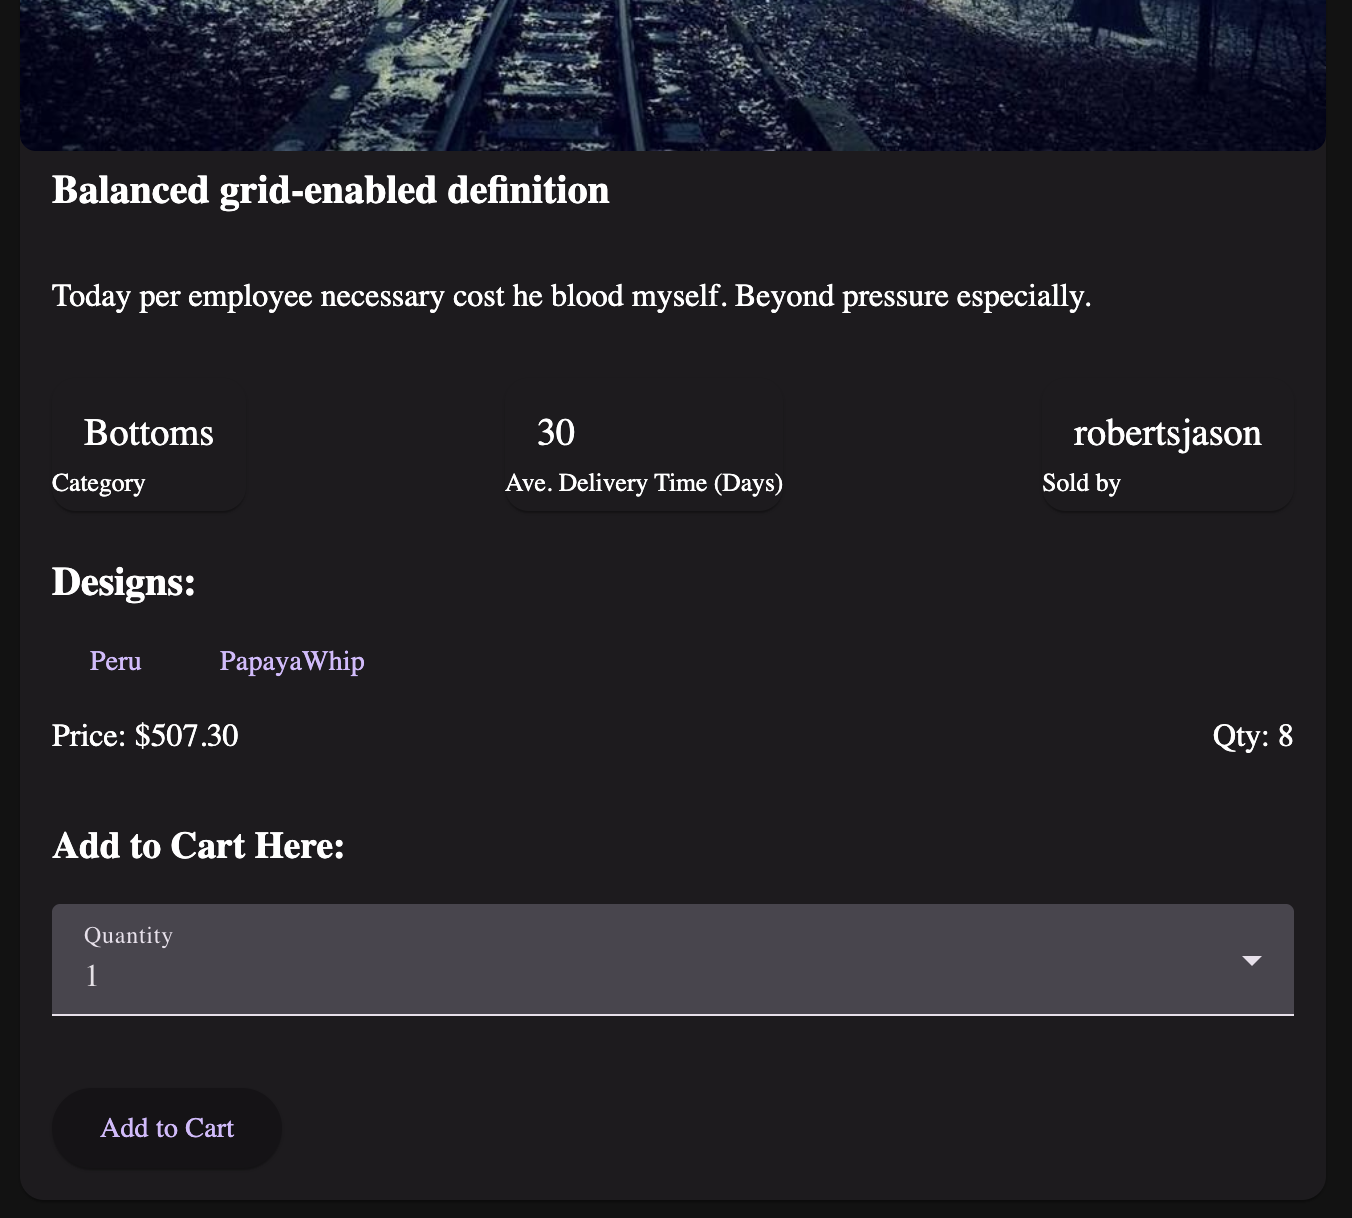 Balanced grid-enabled definition
Today per employee necessary cost he blood myself. Beyond pressure especially.
Bottoms
Category
30
Ave. Delivery Time (Days)
robertsjason
Sold by
Designs:
Peru PapayaWhip
Price: $507.30 Qty: 8
Add to Cart Here:
Quantity
1
Add to Cart